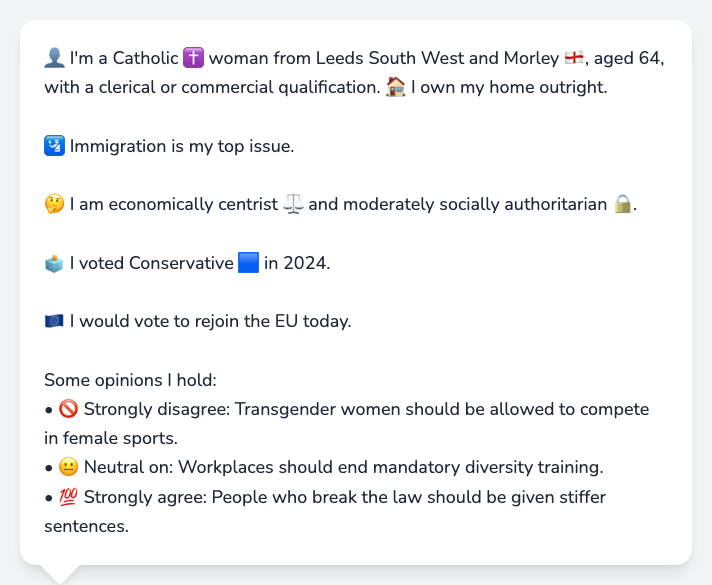 👤 I'm a Catholic ✝️ woman from Leeds South West and Morley 🏴󠁧󠁢󠁥󠁮󠁧󠁿, aged 64,
with a clerical or commercial qualification. 🏠 I own my home outright.
🛂 Immigration is my top issue.
🤔 I am economically centrist ⚖️ and moderately socially authoritarian 🔒.
🗳️ I voted Conservative 🟦 in 2024.
🇪🇺 I would vote to rejoin the EU today.
Some opinions I hold:
• 🚫 Strongly disagree: Transgender women should be allowed to compete
in female sports.
• 😐 Neutral on: Workplaces should end mandatory diversity training.
• 💯 Strongly agree: People who break the law should be given stiffer
sentences.